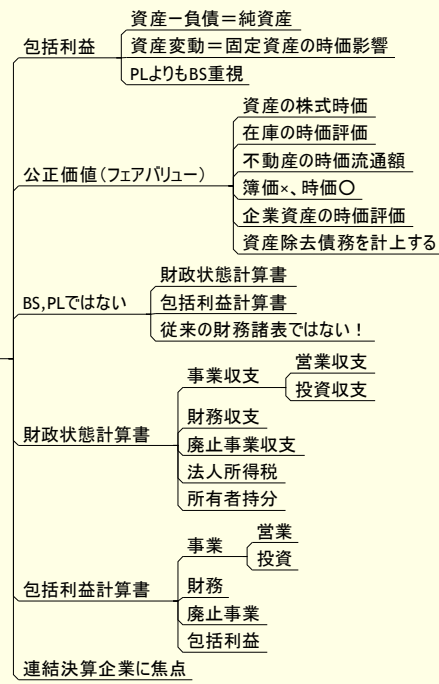 包括利益
資産－負債＝純資産
資産変動＝固定資産の時価影響
PLよりもBS重視
公正価値（フェアバリュー）
資産の株式時価
在庫の時価評価
不動産の時価流通額
薄価×、時価〇
企業資産の時価評価
資産除去債務を計上する
BS,PLではない
財政状態計算書
包括利益計算書
従来の財務諸表ではない！
財政状態計算書
事業収支
営業収支
投資収支
財務収支
廃止事業収支
法人所得税
所有者持分
包括利益計算書
事業
営業
投資
財務
廃止事業
包括利益
連結決算企業に焦点